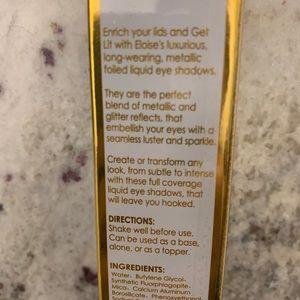 Enrich your lids and Get
Lit with Eloise's luxurious,
long-wearing, metallic
foiled liquid eye shadows.
They are the perfect
blend of metallic and
glitter reflects, that
embellish your eyes with a
seamless luster and sparkle.
Create or transform any
look, from subtle to intense
with these full coverage
liquid eye shadows, that
will leave you hooked.
DIRECTIONS:
Shake well before use.
Can be used as a base,
alone, or as a topper.
INGREDIENTS:
Water, Butylene Glycol,
Synthetic Fluorphlogopite,
Mica, Calcium Aluminum
Borosilicate, Phenoxyethanol